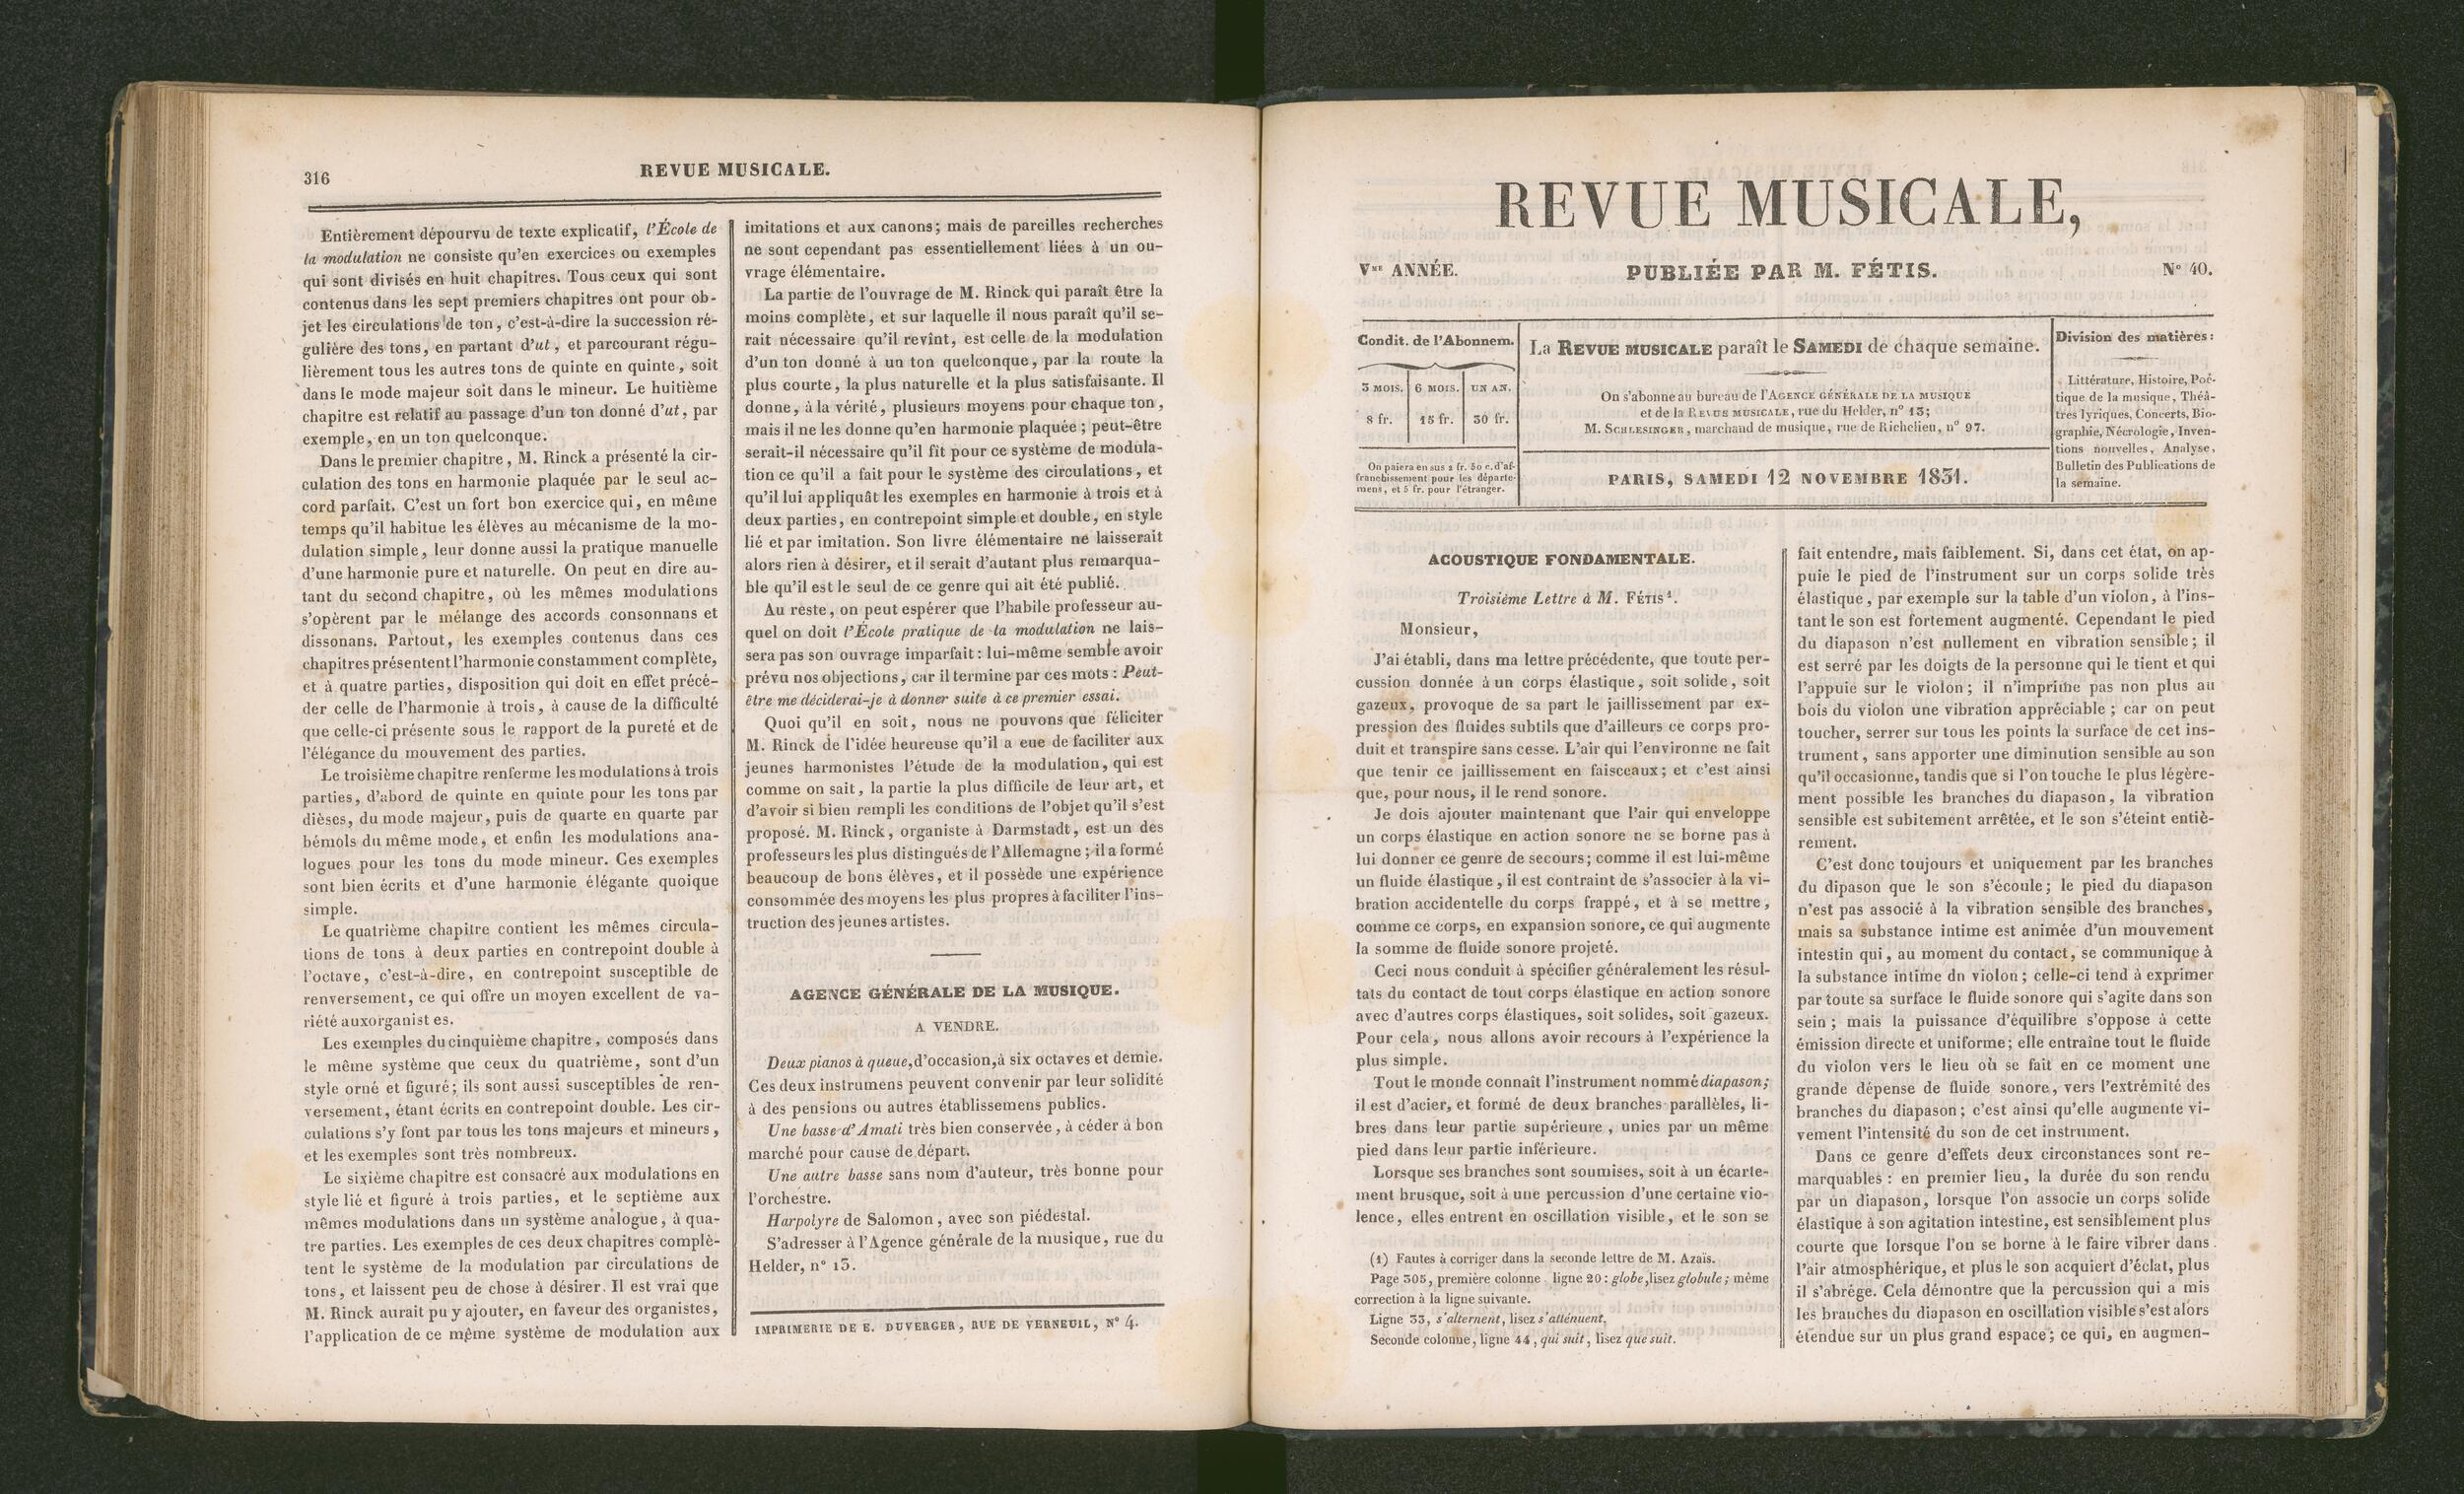 316
REVUE MUSICALE.
Entièrement dépourvu de texte explicatif, l'École de
la modulation ne consiste qu'en exercices ou exemples
qui sont divisés en huit chapitres. Tous ceux qui sont
contenus dans les sept premiers chapitres ont pour ob-
jet les circulations de ton, c'est-à-dire la succession ré-
gulière des tons, en partant d'ut, et parcourant régu-
lièrement tous les autres tons de quinte en quinte, soit
dans le mode majeur soit dans le mineur. Le huitième
chapitre est relatif au passage d'un ton donné d'ut, par
exemple, en un ton quelconque.
Dans le premier chapitre, M. Rinck a présenté la cir-
culation des tons en harmonie plaquée par le seul ac-
cord parfait. C'est un fort bon exercice qui, en même
temps qu'il habitue les élèves au mécanisme de la mo-
dulation simple, leur donne aussi la pratique manuelle
d'une harmonie pure et naturelle. On peut en dire au-
tant du second chapitre, où les mêmes modulations
s'opèrent par le mélange des accords consonnans et
dissonans. Partout, les exemples contenus dans ces
chapitres présentent l'harmonie constamment complète,
et à quatre parties, disposition qui doit en effet précé-
der celle de l'harmonie à trois, à cause de la difficulté
que celle-ci présente sous le rapport de la pureté et de
l'élégance du mouvement des parties.
Le troisième chapitre renferme les modulations à trois
parties, d'abord de quinte en quinte pour les tons par
dièses, du mode majeur, puis de quarte en quarte par
bémols du même mode, et enfin les modulations ana-
logues pour les tons du mode mineur. Ces exemples
sont bien écrits et d'une harmonie élégante quoique
simple.
Le quatrième chapitre contient les mêmes circula-
tions de tons à deux parties en contrepoint double à
l'octave, c'est-à-dire, en contrepoint susceptible de
renversement, ce qui offre un moyen excellent de va-
riété auxorganist es.
Les exemples du cinquième chapitre, composés dans
le même système que ceux du quatrième, sont d'un
style orné et figuré; ils sont aussi susceptibles de ren-
versement, étant écrits en contrepoint double. Les cir-
culations s'y font par tous les tons majeurs et mineurs,
et les exemples sont très nombreux.
Le sixième chapitre est consacré aux modulations en
style lié et figuré à trois parties, et le septième aux
mêmes modulations dans un système analogue, à qua-
tre parties. Les exemples de ces deux chapitres complè-
tent le système de la modulation par circulations de
tons, et laissent peu de chose à désirer. Il est vrai que
M. Rinck aurait pu y ajouter, en faveur des organistes,
l'application de ce même système de modulation aux
imitations et aux canons; mais de pareilles recherches
ne sont cependant pas essentiellement liées à un ou-
vrage élémentaire.
La partie de l'ouvrage de M. Rinck qui paraît être la
moins complète, et sur laquelle il nous paraît qu'il se-
rait nécessaire qu'il revînt, est celle de la modulation
d'un ton donné à un ton quelconque, par la route la
plus courte, la plus naturelle et la plus satisfaisante. Il
donne, à la vérité, plusieurs moyens pour chaque ton,
mais il ne les donne qu'en harmonie plaquée; peut-être
serait-il nécessaire qu'il fît pour ce système de modula-
tion ce qu'il a fait pour le système des circulations, et
qu'il lui appliquât les exemples en harmonie à trois et à
deux parties, en contrepoint simple et double, en style
lié et par imitation. Son livre élémentaire ne laisserait
alors rien à désirer, et il serait d'autant plus remarqua-
ble qu'il est le seul de ce genre qui ait été publié.
Au reste, on peut espérer que l'habile professeur au-
quel on doit l'École pratique de la modulation ne lais-
sera pas son ouvrage imparfait: lui-même semble avoir
prévu nos objections, car il termine par ces mots: Peut-
être me déciderai-je à donner suite à ce premier essai.
Quoi qu'il en soit, nous ne pouvons que féliciter
M. Rinck de l'idée heureuse qu'il a eue de faciliter aux
jeunes harmonistes l'étude de la modulation, qui est
comme on sait, la partie la plus difficile de leur art, et
d'avoir si bien rempli les conditions de l'objet qu'il s'est
proposé. M. Rinck, organiste à Darmstadt, est un des
professeurs les plus distingués de l'Allemagne; il a formé
beaucoup de bons élèves, et il possède une expérience
consommée des moyens les plus propres à faciliter l'ins-
truction des jeunes artistes.
AGENCE GÉNÉRALE DE LA MUSIQUE.
A VENDRE.
Deux pianos à queue, d'occasion, à six octaves et demie.
Ces deux instrumens peuvent convenir par leur solidité
à des pensions ou autres établissemens publics.
Une basse d'Amati très bien conservée, à céder à bon
marché pour cause de départ.
Une autre basse sans nom d'auteur, très bonne pour
l'orchestre.
Harpolyre de Salomon, avec son piédestal.
S'adresser à l'Agence générale de la musique, rue du
Helder, n° 13.
IMPRIMERIE DE E. DUVERGER, RUE DE VERNEUIL, N° 4.
REVUE MUSICALE,
Vme ANNÉE.
PUBLIÉE PAR M. FÉTIS.
N° 40.
Condit. de l'Abonnem.
3 MOIS. 6 MOIS. UN AN.
8 fr. 15 fr. 30 fr.
On paiera en sus 2 fr. 50 c. d'af-
franchissement pour les départe-
mens, et 5 fr. pour l'étranger.
La REVUE MUSICALE paraît le SAMEDI de chaque semaine.
On s'abonne au bureau de l'AGENCE GÉNÉRALE DE LA MUSIQUE
et de la REVUE MUSICALE, rue du Helder, n° 13;
M. SCHLESINGER, marchand de musique, rue de Richelieu, n° 97.
PARIS, SAMEDI 12 NOVEMBRE 1831.
Division des matières:
Littérature, Histoire, Poé-
tique de la musique, Théâ-
tres lyriques, Concerts, Bio-
graphie, Nécrologie, Inven-
tions nouvelles, Analyse,
Bulletin des Publications de
la semaine.
ACOUSTIQUE FONDAMENTALE.
Troisième Lettre à M. FÉTIS¹.
Monsieur,
J'ai établi, dans ma lettre précédente, que toute per-
cussion donnée à un corps élastique, soit solide, soit
gazeux, provoque de sa part le jaillissement par ex-
pression des fluides subtils que d'ailleurs ce corps pro-
duit et transpire sans cesse. L'air qui l'environne ne fait
que tenir ce jaillissement en faisceaux; et c'est ainsi
que, pour nous, il le rend sonore.
Je dois ajouter maintenant que l'air qui enveloppe
un corps élastique en action sonore ne se borne pas à
lui donner ce genre de secours; comme il est lui-même
un fluide élastique, il est contraint de s'associer à la vi-
bration accidentelle du corps frappé, et à se mettre,
comme ce corps, en expansion sonore, ce qui augmente
la somme de fluide sonore projeté.
Ceci nous conduit à spécifier généralement les résul-
tats du contact de tout corps élastique en action sonore
avec d'autres corps élastiques, soit solides, soit gazeux.
Pour cela, nous allons avoir recours à l'expérience la
plus simple.
Tout le monde connaît l'instrument nommé diapason;
il est d'acier, et formé de deux branches parallèles, li-
bres dans leur partie supérieure, unies par un même
pied dans leur partie inférieure.
Lorsque ses branches sont soumises, soit à un écarte-
ment brusque, soit à une percussion d'une certaine vio-
lence, elles entrent en oscillation visible, et le son se
(1) Fautes à corriger dans la seconde lettre de M. Azaïs.
Page 305, première colonne ligne 20: globe, lisez globule; même
correction à la ligne suivante.
Ligne 33, s'alternent, lisez s'atténuent.
Seconde colonne, ligne 44, qui suit, lisez que suit.
fait entendre, mais faiblement. Si, dans cet état, on ap-
puie le pied de l'instrument sur un corps solide très
élastique, par exemple sur la table d'un violon, à l'ins-
tant le son est fortement augmenté. Cependant le pied
du diapason n'est nullement en vibration sensible; il
est serré par les doigts de la personne qui le tient et qui
l'appuie sur le violon; il n'imprime pas non plus au
bois du violon une vibration appréciable; car on peut
toucher, serrer sur tous les points la surface de cet ins-
trument, sans apporter une diminution sensible au son
qu'il occasionne, tandis que si l'on touche le plus légère-
ment possible les branches du diapason, la vibration
sensible est subitement arrêtée, et le son s'éteint entiè-
rement.
C'est donc toujours et uniquement par les branches
du dipason que le son s'écoule; le pied du diapason
n'est pas associé à la vibration sensible des branches,
mais sa substance intime est animée d'un mouvement
intestin qui, au moment du contact, se communique à
la substance intime dn violon; celle-ci tend à exprimer
par toute sa surface le fluide sonore qui s'agite dans son
sein; mais la puissance d'équilibre s'oppose à cette
émission directe et uniforme; elle entraîne tout le fluide
du violon vers le lieu où se fait en ce moment une
grande dépense de fluide sonore, vers l'extrémité des
branches du diapason; c'est ainsi qu'elle augmente vi-
vement l'intensité du son de cet instrument.
Dans ce genre d'effets deux circonstances sont re-
marquables: en premier lieu, la durée du son rendu
par un diapason, lorsque l'on associe un corps solide
élastique à son agitation intestine, est sensiblement plus
courte que lorsque l'on se borne à le faire vibrer dans
l'air atmosphérique, et plus le son acquiert d'éclat, plus
il s'abrége. Cela démontre que la percussion qui a mis
les branches du diapason en oscillation visible s'est alors
étendue sur un plus grand espace; ce qui, en augmen-